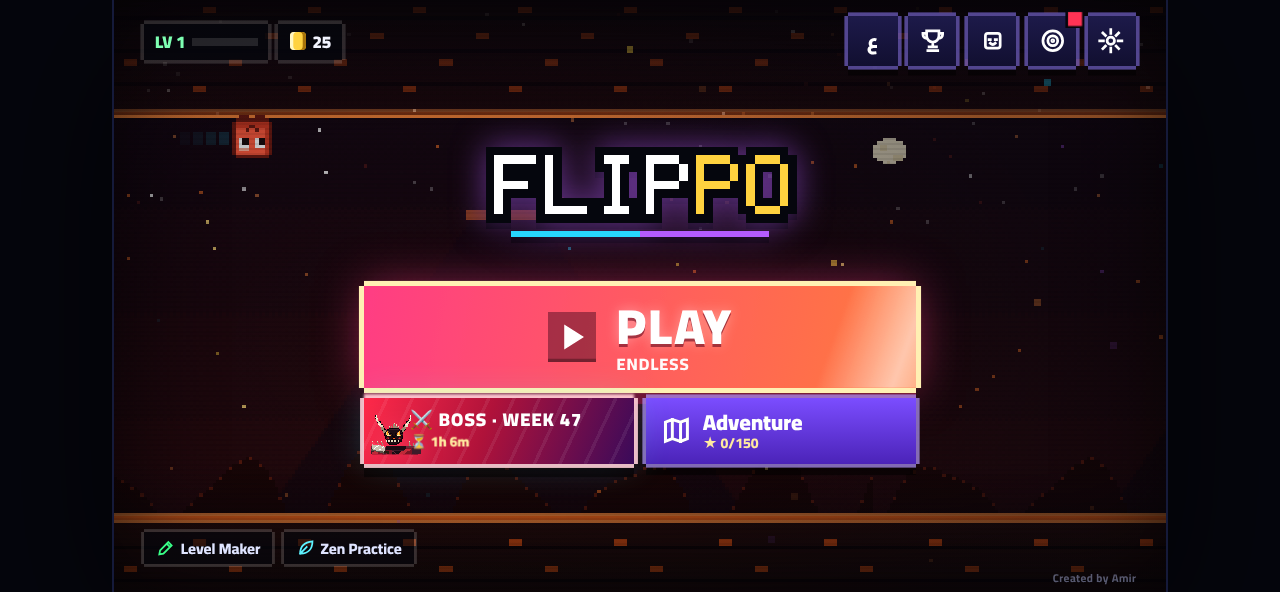 LV 1
25
ع
FLIPPO
PLAY
ENDLESS
⚔ BOSS · WEEK 47
⏳ 1h 6m
Adventure
★ 0/150
Level Maker
Zen Practice
Created by Amir